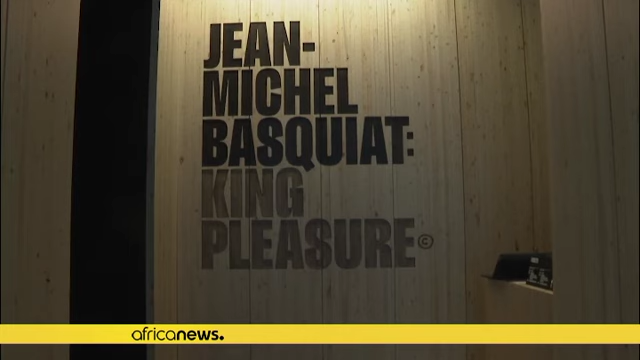 JEAN-
MICHEL
BASQUIAT:
KING
PLEASURE©
africanews.